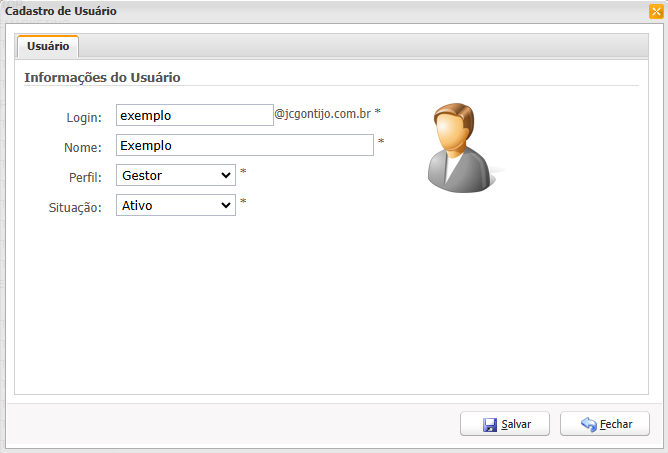 Cadastro de Usuário
Usuário
Informações do Usuário
Login: exemplo @jcgontijo.com.br *
Nome: Exemplo *
Perfil: Gestor *
Situação: Ativo *
Salvar Fechar